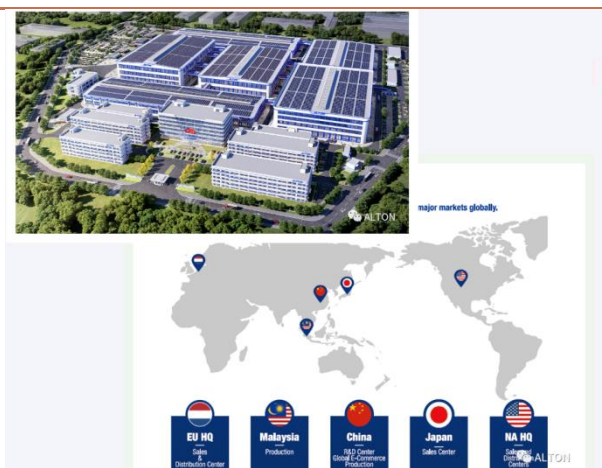 ALTON
major markets globally.
EU HQ
Sales
&
Distribution Center
Malaysia
Production
China
R&D Center
Global E-Commerce
Production
Japan
Sales Center
NA HQ
ALTON